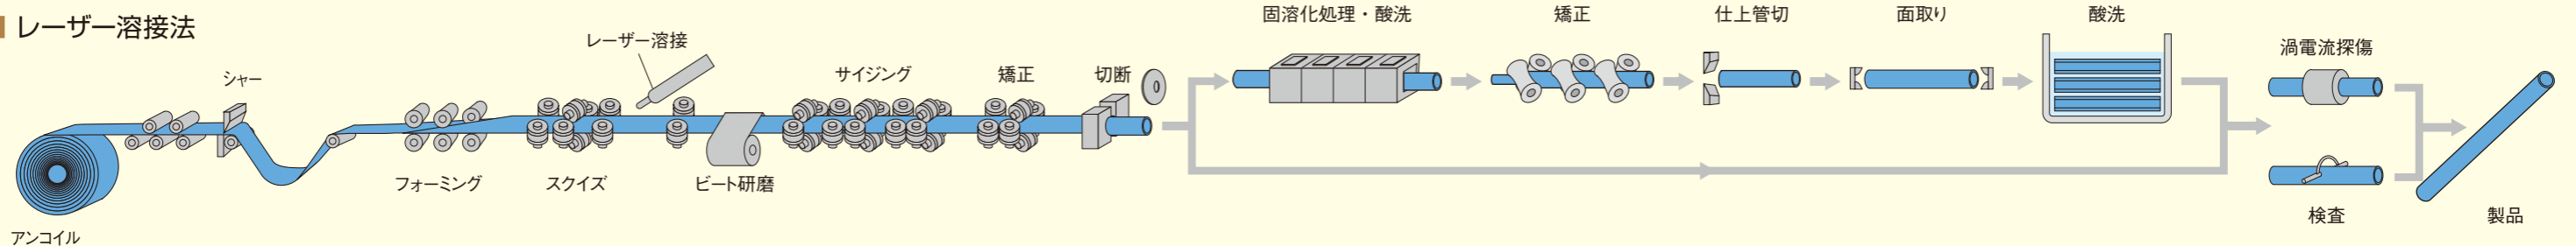 レーザー溶接法
アンコイル
シャー
フォーミング
スクイズ
レーザー溶接
ビート研磨
サイジング
矯正
切断
固溶化処理・酸洗
矯正
仕上管切
面取り
酸洗
渦電流探傷
検査
製品